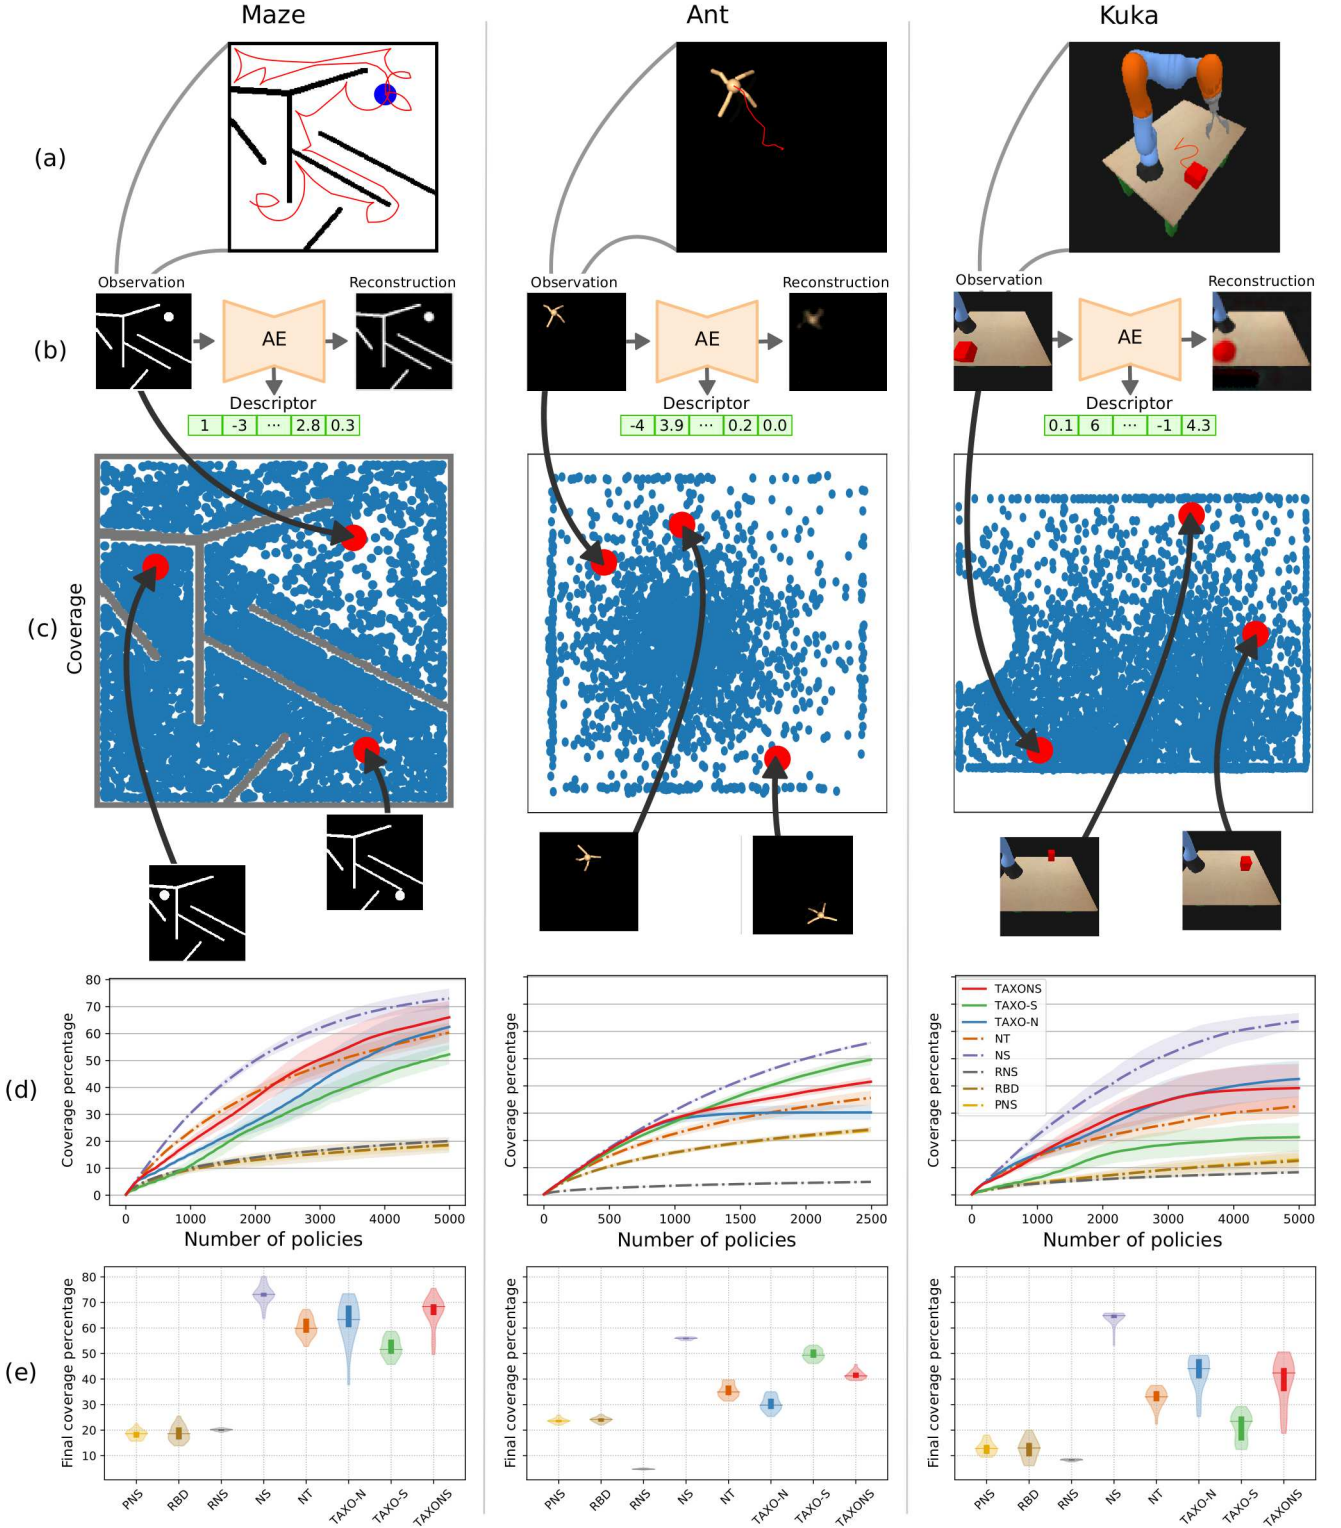 Maze Ant Kuka
(a)
Observation Reconstruction Observation Reconstruction Observation Reconstruction
(b) AE AE AE
Descriptor Descriptor Descriptor
1 -3 ... 2.8 0.3 -4 3.9 ... 0.2 0.0 0.1 6 ... -1 4.3
(c) Coverage
(d)
Coverage percentage
80
70
60
50
40
30
20
10
0
0 1000 2000 3000 4000 5000
Number of policies
Coverage percentage
0 500 1000 1500 2000 2500
Number of policies
Coverage percentage
TAXONS
TAXO-S
TAXO-N
NT
NS
RNS
RBD
PNS
0 1000 2000 3000 4000 5000
Number of policies
(e)
Final coverage percentage
80
70
60
50
40
30
20
10
PNS RBD RNS NS NT TAXO-N TAXO-S TAXONS
Final coverage percentage
PNS RBD RNS NS NT TAXO-N TAXO-S TAXONS
Final coverage percentage
PNS RBD RNS NS NT TAXO-N TAXO-S TAXONS